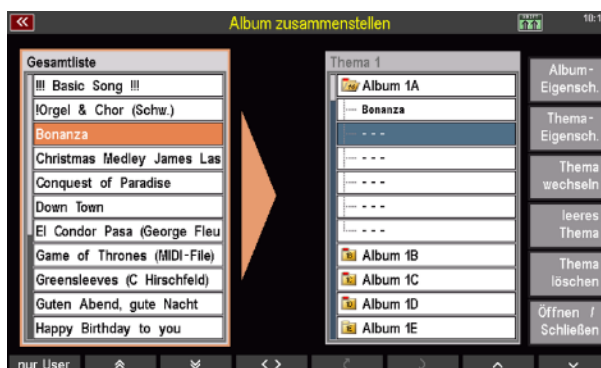 Album zusammenstellen
10:1
Gesamtliste
!!! Basic Song !!!
!Orgel & Chor (Schw.)
Bonanza
Christmas Medley James Las
Conquest of Paradise
Down Town
El Condor Pasa (George Fleu
Game of Thrones (MIDI-File)
Greensleeves (C Hirschfeld)
Guten Abend, gute Nacht
Happy Birthday to you
Thema 1
Album 1A
Bonanza
- - -
- - -
- - -
- - -
- - -
Album 1B
Album 1C
Album 1D
Album 1E
Album-
Eigensch.
Thema-
Eigensch.
Thema
wechseln
leeres
Thema
Thema
löschen
Öffnen /
Schließen
nur User